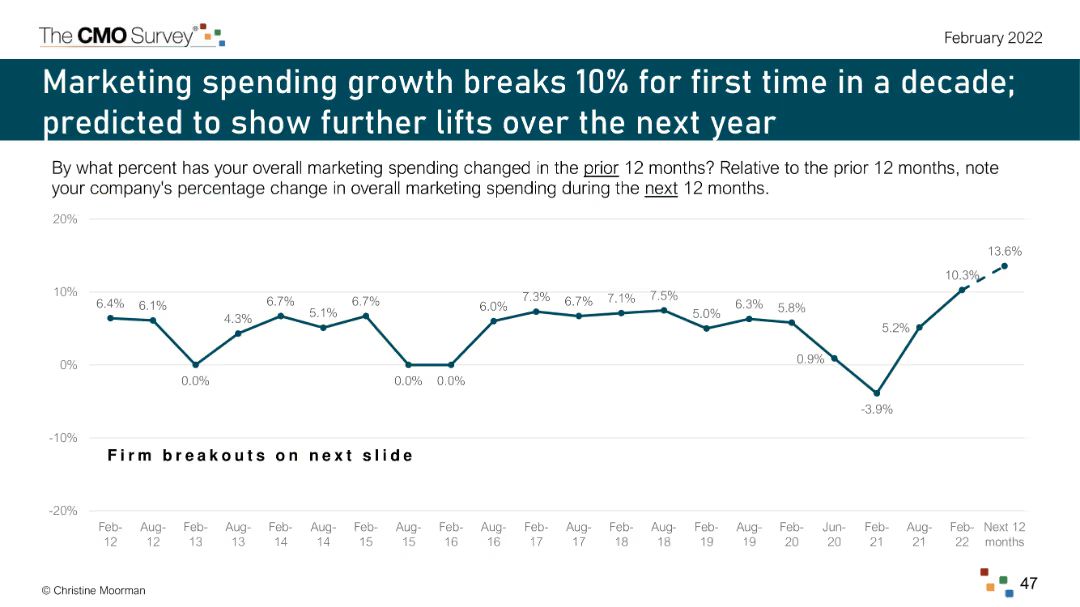 The CMO Survey®
February 2022
Marketing spending growth breaks 10% for first time in a decade;
predicted to show further lifts over the next year
By what percent has your overall marketing spending changed in the prior 12 months? Relative to the prior 12 months, note
your company's percentage change in overall marketing spending during the next 12 months.
20%
10%
0%
-10%
-20%
6.4%
6.1%
0.0%
4.3%
6.7%
5.1%
6.7%
0.0%
0.0%
6.0%
7.3%
6.7%
7.1%
7.5%
5.0%
6.3%
5.8%
0.9%
-3.9%
5.2%
10.3%
13.6%
Firm breakouts on next slide
Feb-12
Aug-12
Feb-13
Aug-13
Feb-14
Aug-14
Feb-15
Aug-15
Feb-16
Aug-16
Feb-17
Aug-17
Feb-18
Aug-18
Feb-19
Aug-19
Feb-20
Jun-20
Feb-21
Aug-21
Feb-22
Next 12 months
© Christine Moorman
47